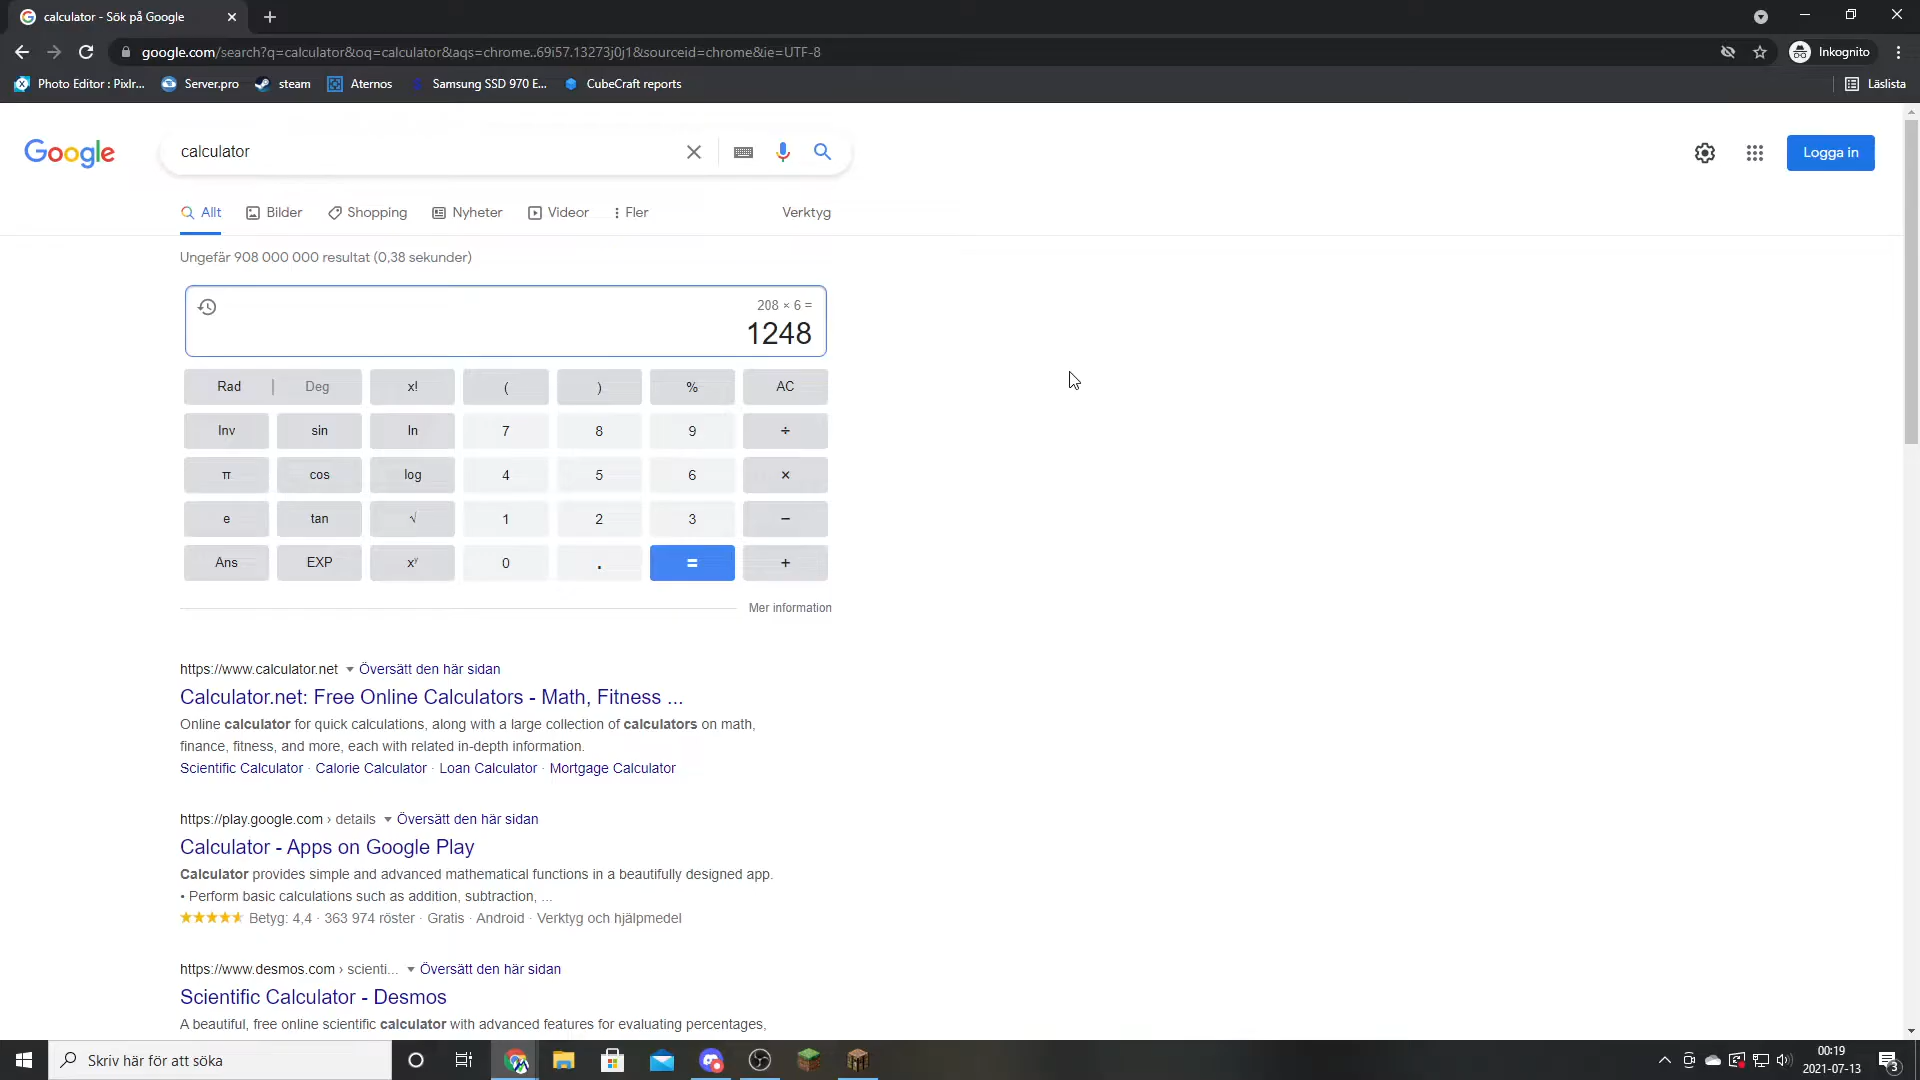 calculator - Sök på Google
google.com/search?q=calculator&oq=calculator&aqs=chrome..69i57.13273j0j1&sourceid=chrome&ie=UTF-8
Inkognito
Photo Editor : Pixlr...
Server.pro
steam
Aternos
Samsung SSD 970 E...
CubeCraft reports
Läslista
Google
calculator
Logga in
Allt
Bilder
Shopping
Nyheter
Videor
Fler
Verktyg
Ungefär 908 000 000 resultat (0,38 sekunder)
208 × 6 =
1248
Rad | Deg x! ( ) % AC
Inv sin ln 7 8 9 ÷
π cos log 4 5 6 ×
e tan √ 1 2 3 −
Ans EXP xʸ 0 . = +
Mer information
https://www.calculator.net Översätt den här sidan
Calculator.net: Free Online Calculators - Math, Fitness ...
Online calculator for quick calculations, along with a large collection of calculators on math,
finance, fitness, and more, each with related in-depth information.
Scientific Calculator · Calorie Calculator · Loan Calculator · Mortgage Calculator
https://play.google.com › details Översätt den här sidan
Calculator - Apps on Google Play
Calculator provides simple and advanced mathematical functions in a beautifully designed app.
• Perform basic calculations such as addition, subtraction, ...
Betyg: 4,4 · 363 974 röster · Gratis · Android · Verktyg och hjälpmedel
https://www.desmos.com › scienti... Översätt den här sidan
Scientific Calculator - Desmos
A beautiful, free online scientific calculator with advanced features for evaluating percentages,
Skriv här för att söka
00:19
2021-07-13
3